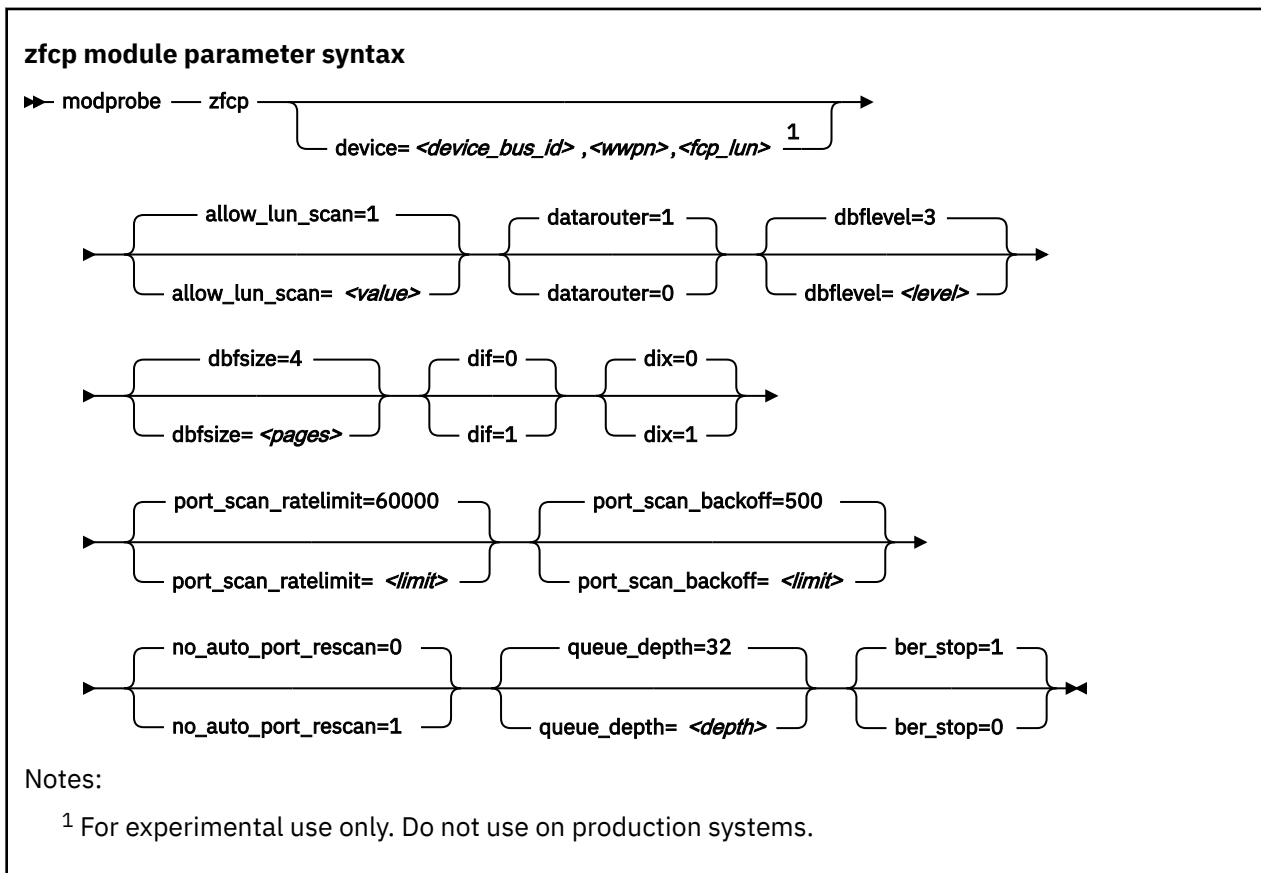 zfcp module parameter syntax
modprobe zfcp
device= <device_bus_id> ,<wwpn>,<fcp_lun> 1
allow_lun_scan=1 datarouter=1 dbflevel=3
allow_lun_scan= <value> datarouter=0 dbflevel= <level>
dbfsize=4 dif=0 dix=0
dbfsize= <pages> dif=1 dix=1
port_scan_ratelimit=60000 port_scan_backoff=500
port_scan_ratelimit= <limit> port_scan_backoff= <limit>
no_auto_port_rescan=0 queue_depth=32 ber_stop=1
no_auto_port_rescan=1 queue_depth= <depth> ber_stop=0
Notes:
1 For experimental use only. Do not use on production systems.